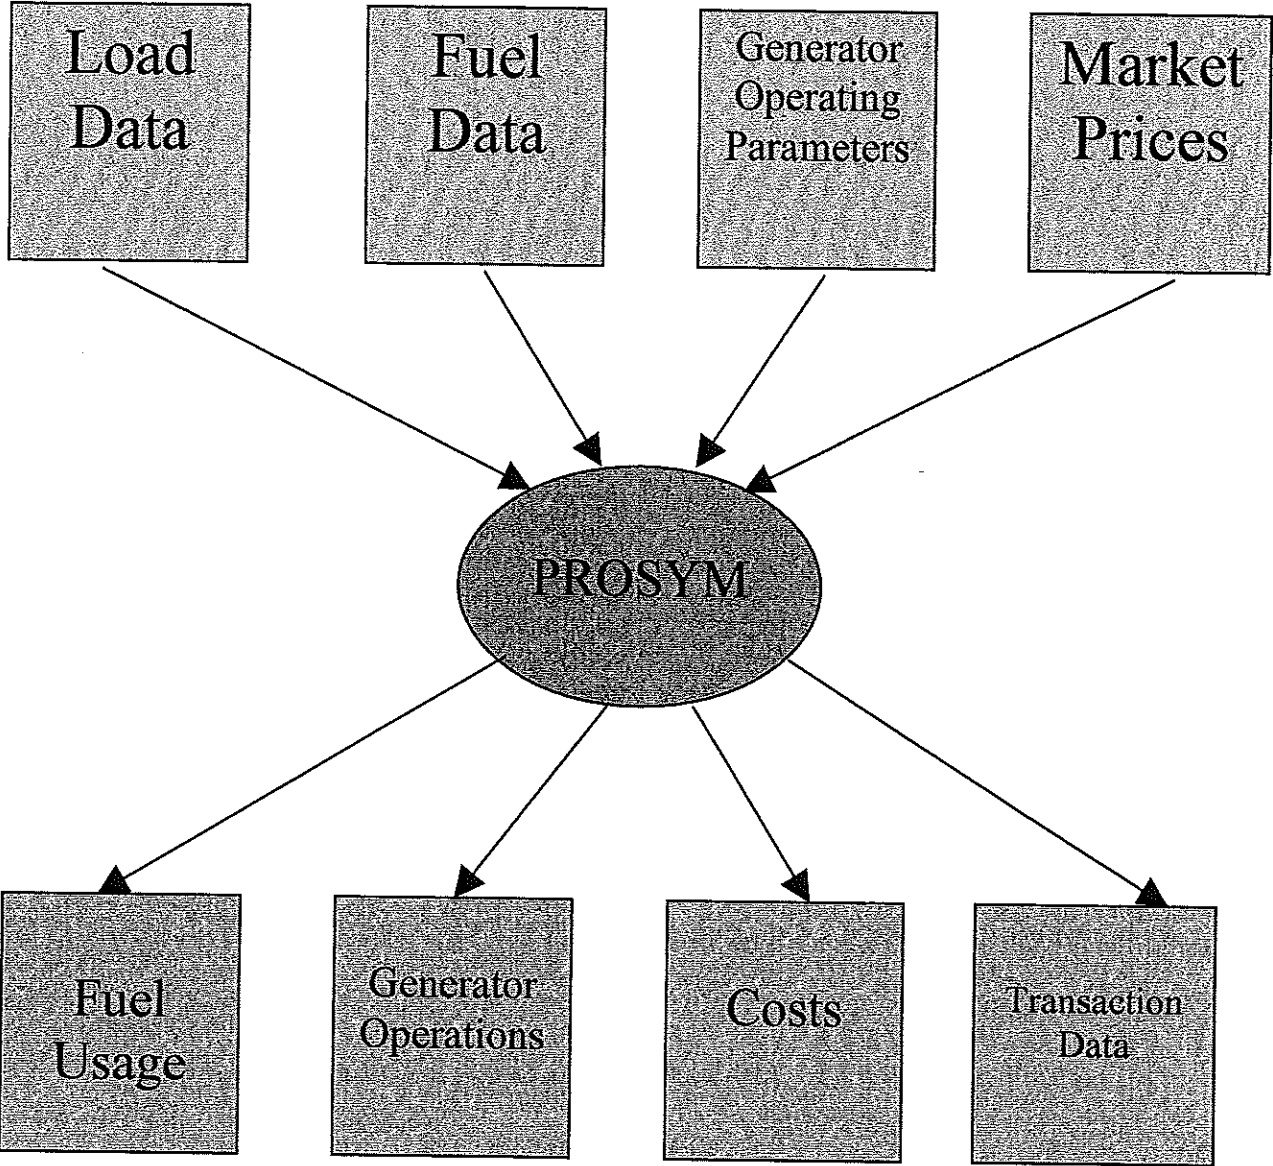 Load
Data
Fuel
Data
Generator
Operating
Parameters
Market
Prices
PROSYM
Fuel
Usage
Generator
Operations
Costs
Transaction
Data